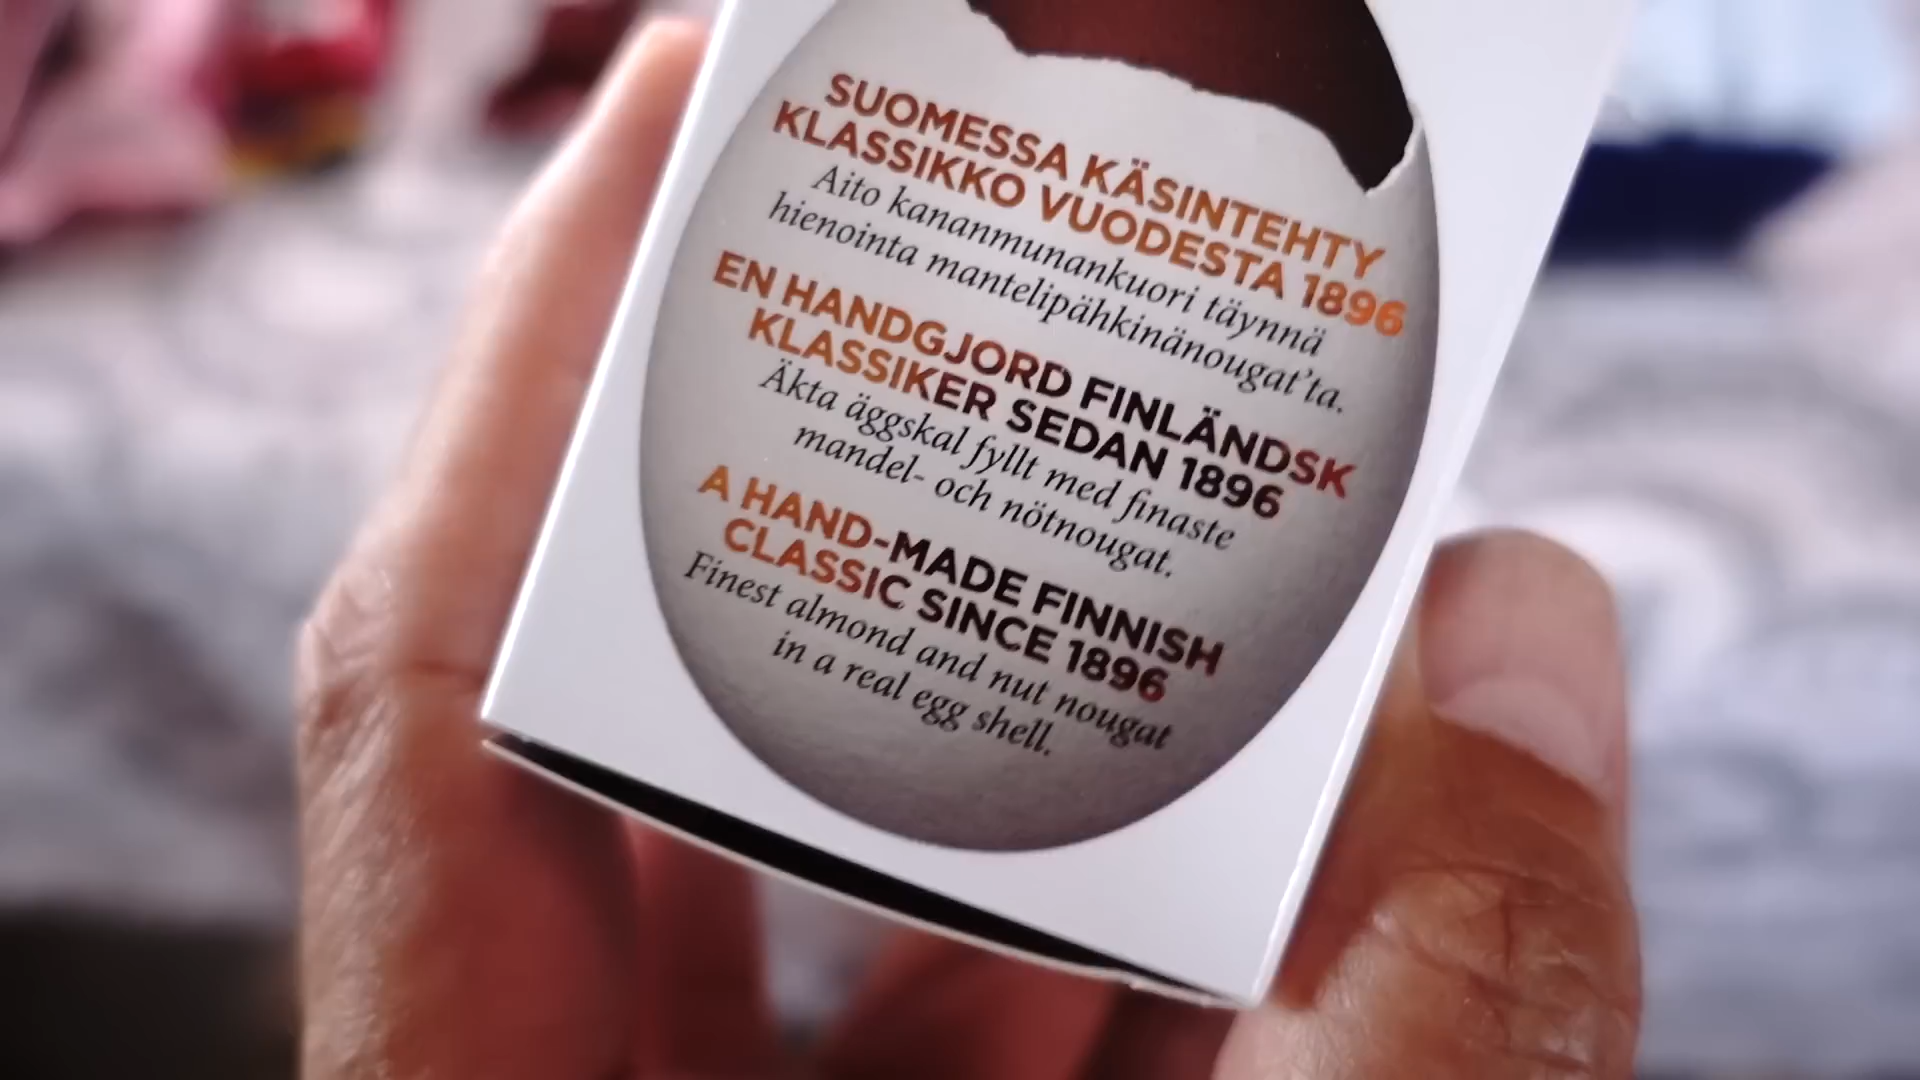 SUOMESSA KÄSINTEHTY
KLASSIKKO VUODESTA 1896
Aito kananmunankuori täynnä
hienointa mantelipähkinänougat'ta.
EN HANDGJORD FINLÄNDSK
KLASSIKER SEDAN 1896
Äkta äggskal fyllt med finaste
mandel- och nötnougat.
A HAND-MADE FINNISH
CLASSIC SINCE 1896
Finest almond and nut nougat
in a real egg shell.